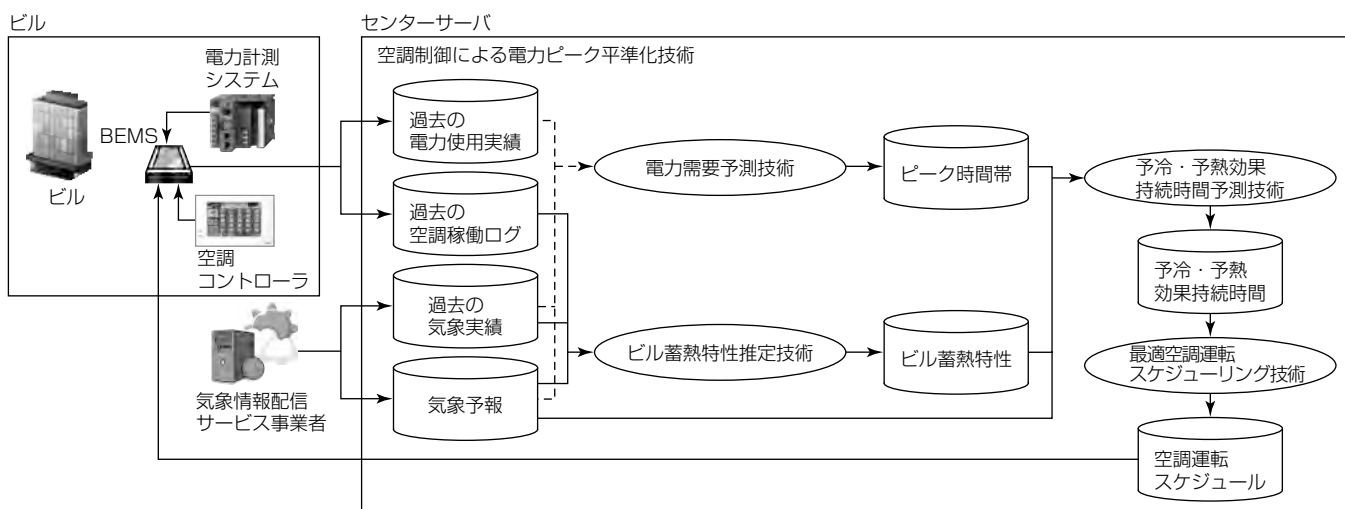 ビル
センターサーバ
空調制御による電力ピーク平準化技術
電力計測
システム
BEMS
ビル
空調
コントローラ
気象情報配信
サービス事業者
過去の
電力使用実績
過去の
空調稼働ログ
過去の
気象実績
気象予報
電力需要予測技術
ビル蓄熱特性推定技術
ピーク時間帯
ビル蓄熱特性
予冷・予熱効果
持続時間予測技術
予冷・予熱
効果持続時間
最適空調運転
スケジューリング技術
空調運転
スケジュール